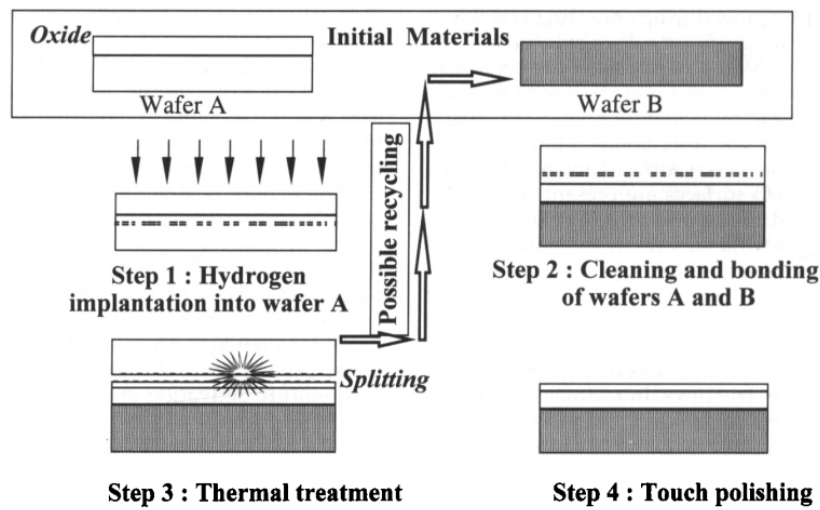 Oxide
Initial Materials
Wafer A
Wafer B
Possible recycling
Step 1 : Hydrogen
implantation into wafer A
Step 2 : Cleaning and bonding
of wafers A and B
Splitting
Step 3 : Thermal treatment
Step 4 : Touch polishing